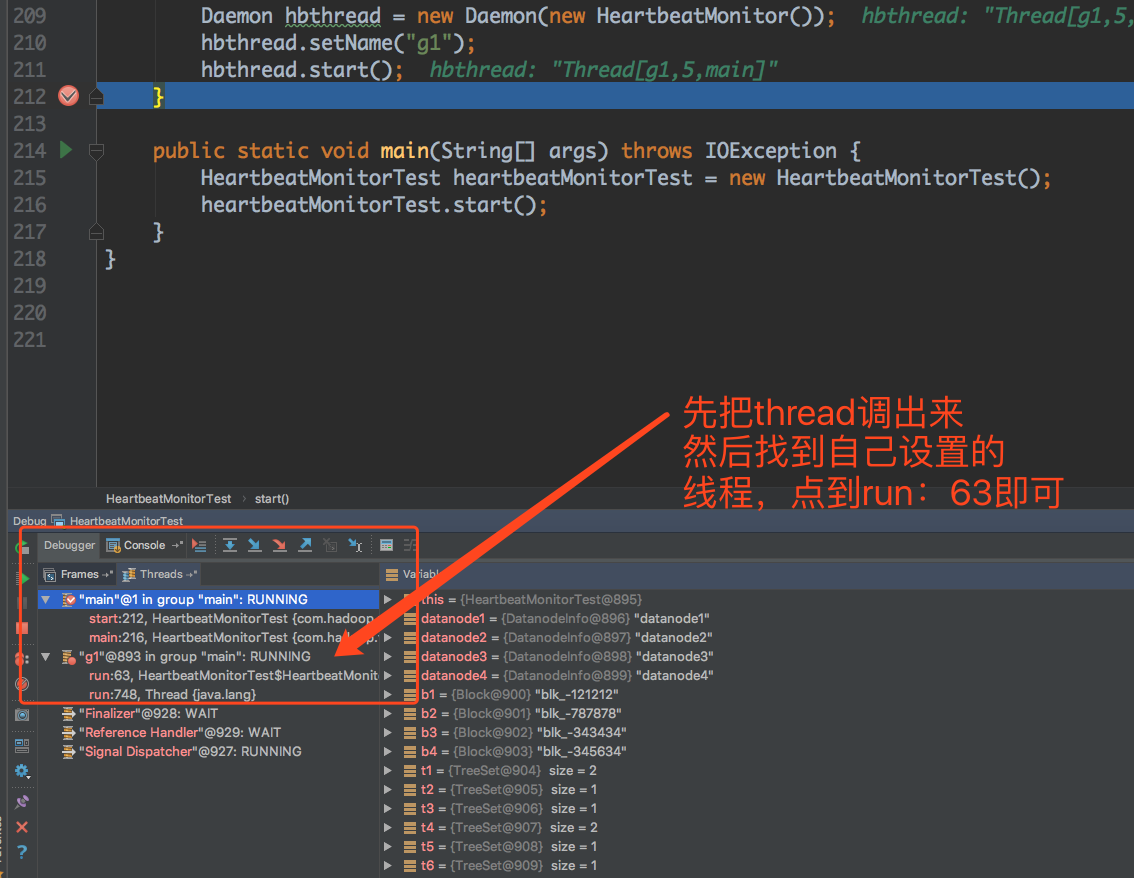 209 Daemon hbthread = new Daemon(new HeartbeatMonitor()); hbthread: "Thread[g1,5,
210 hbthread.setName("g1");
211 hbthread.start(); hbthread: "Thread[g1,5,main]"
212 }
213
214 public static void main(String[] args) throws IOException {
215 HeartbeatMonitorTest heartbeatMonitorTest = new HeartbeatMonitorTest();
216 heartbeatMonitorTest.start();
217 }
218 }
219
220
221
先把thread调出来
然后找到自己设置的
线程，点到run：63即可
HeartbeatMonitorTest › start()
Debug HeartbeatMonitorTest
Debugger Console
Frames Threads
"main"@1 in group "main": RUNNING
start:212, HeartbeatMonitorTest {com.hadoop
main:216, HeartbeatMonitorTest {com.hadoop.
"g1"@893 in group "main": RUNNING
run:63, HeartbeatMonitorTest$HeartbeatMonit
run:748, Thread {java.lang}
"Finalizer"@928: WAIT
"Reference Handler"@929: WAIT
"Signal Dispatcher"@927: RUNNING
this = {HeartbeatMonitorTest@895}
datanode1 = {DatanodeInfo@896} "datanode1"
datanode2 = {DatanodeInfo@897} "datanode2"
datanode3 = {DatanodeInfo@898} "datanode3"
datanode4 = {DatanodeInfo@899} "datanode4"
b1 = {Block@900} "blk_-121212"
b2 = {Block@901} "blk_-787878"
b3 = {Block@902} "blk_-343434"
b4 = {Block@903} "blk_-345634"
t1 = {TreeSet@904} size = 2
t2 = {TreeSet@905} size = 1
t3 = {TreeSet@906} size = 1
t4 = {TreeSet@907} size = 2
t5 = {TreeSet@908} size = 1
t6 = {TreeSet@909} size = 1